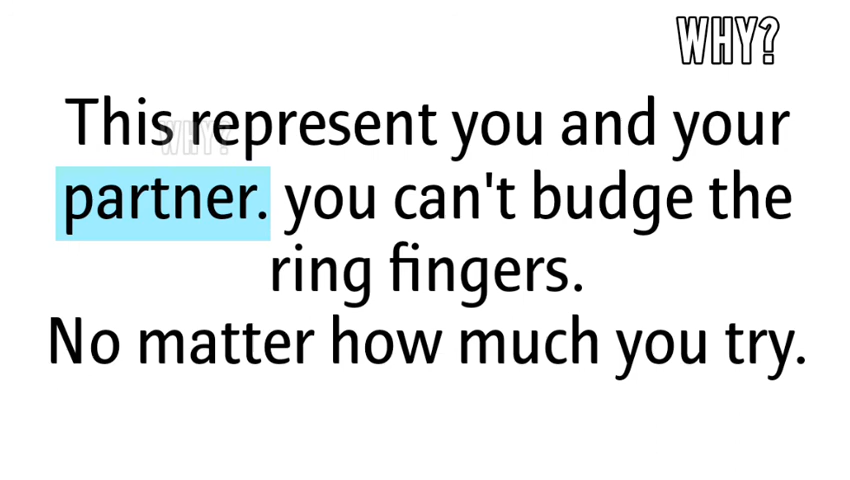 WHY?
This represent you and your
WHY?
partner. you can't budge the
ring fingers.
No matter how much you try.